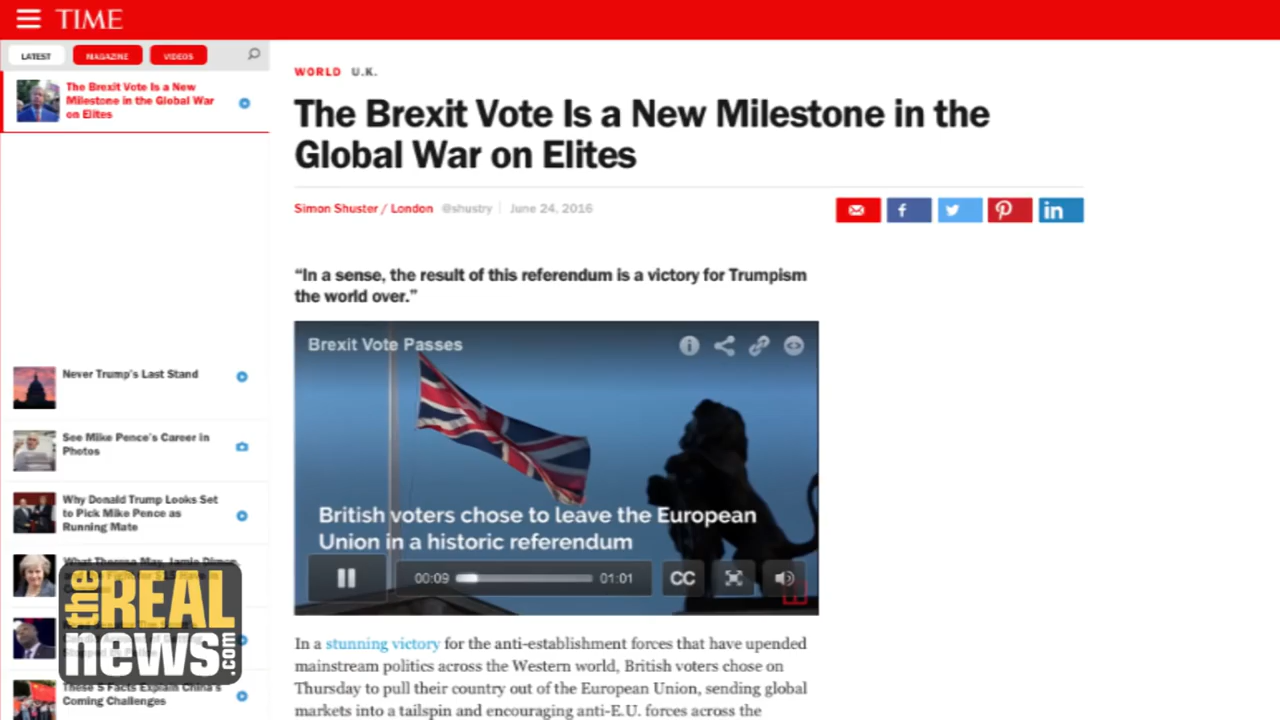 TIME
LATEST
MAGAZINE
VIDEOS
The Brexit Vote Is a New
Milestone in the Global War
on Elites
Never Trump's Last Stand
See Mike Pence's Career in
Photos
Why Donald Trump Looks Set
to Pick Mike Pence as
Running Mate
What Theresa May, Jamie Dimon,
These 5 Facts Explain China's
Coming Challenges
the REAL
news.com
WORLD U.K.
The Brexit Vote Is a New Milestone in the
Global War on Elites
Simon Shuster / London @shustry June 24, 2016
f
in
“In a sense, the result of this referendum is a victory for Trumpism
the world over.”
Brexit Vote Passes
British voters chose to leave the European
Union in a historic referendum
00:09 01:01 CC
In a stunning victory for the anti-establishment forces that have upended
mainstream politics across the Western world, British voters chose on
Thursday to pull their country out of the European Union, sending global
markets into a tailspin and encouraging anti-E.U. forces across the